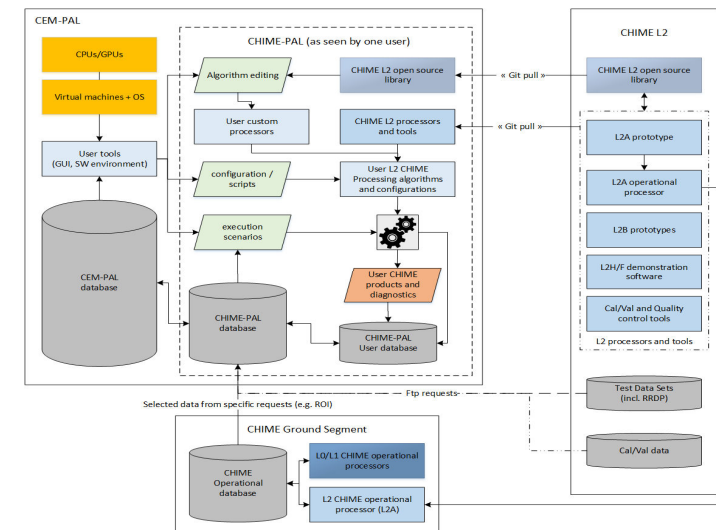 CEM-PAL
CPUs/GPUs
Virtual machines + OS
User tools
(GUI, SW environment)
CEM-PAL
database
CHIME-PAL (as seen by one user)
Algorithm editing
CHIME L2 open source
library
User custom
processors
CHIME L2 processors
and tools
configuration /
scripts
User L2 CHIME
Processing algorithms
and configurations
execution
scenarios
User CHIME
products and
diagnostics
CHIME-PAL
database
CHIME-PAL
User database
« Git pull »
« Git pull »
CHIME L2
CHIME L2 open source
library
L2A prototype
L2A operational
processor
L2B prototypes
L2H/F demonstration
software
Cal/Val and Quality
control tools
L2 processors and tools
Test Data Sets
(incl. RRDP)
Cal/Val data
Ftp requests
Selected data from specific requests (e.g. ROI)
CHIME Ground Segment
CHIME
Operational
database
L0/L1 CHIME operational
processors
L2 CHIME operational
processor (L2A)